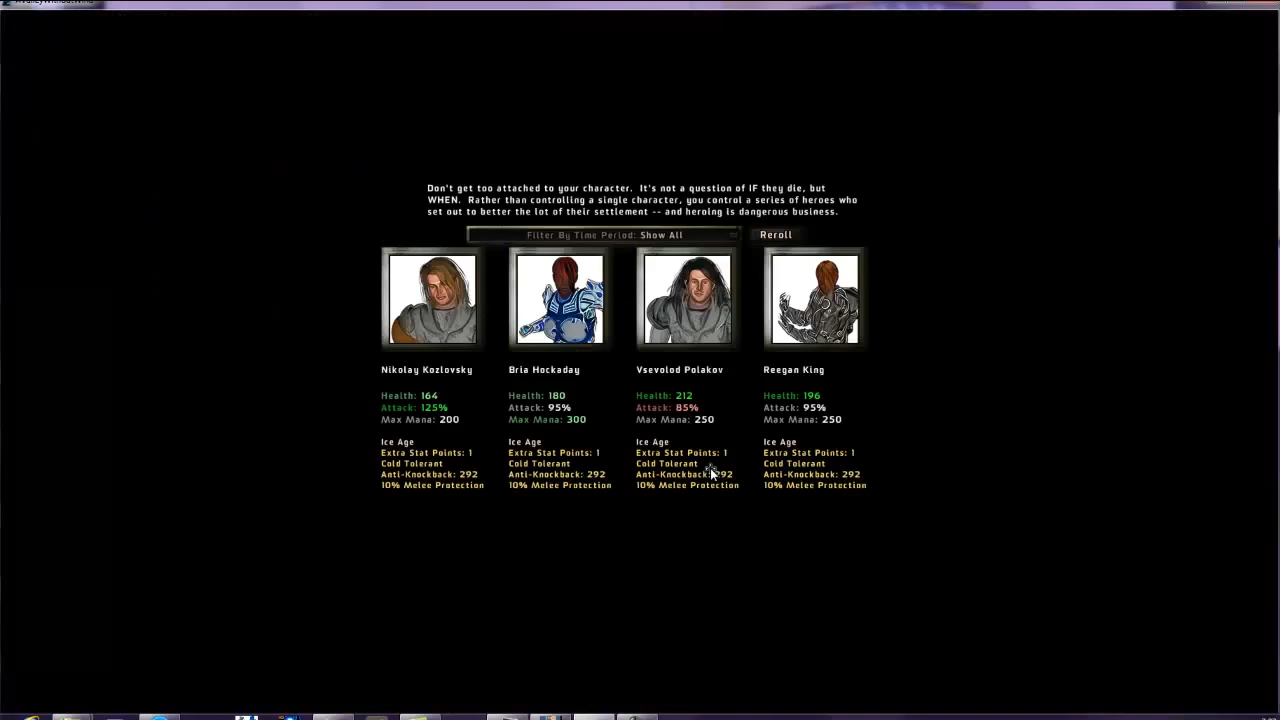 AValleyWithoutWind
Don't get too attached to your character. It's not a question of IF they die, but
WHEN. Rather than controlling a single character, you control a series of heroes who
set out to better the lot of their settlement -- and heroing is dangerous business.
Filter By Time Period: Show All
Reroll
Nikolay Kozlovsky
Health: 164
Attack: 125%
Max Mana: 200
Ice Age
Extra Stat Points: 1
Cold Tolerant
Anti-Knockback: 292
10% Melee Protection
Bria Hockaday
Health: 180
Attack: 95%
Max Mana: 300
Ice Age
Extra Stat Points: 1
Cold Tolerant
Anti-Knockback: 292
10% Melee Protection
Vsevolod Polakov
Health: 212
Attack: 85%
Max Mana: 250
Ice Age
Extra Stat Points: 1
Cold Tolerant
Anti-Knockback: 292
10% Melee Protection
Reegan King
Health: 196
Attack: 95%
Max Mana: 250
Ice Age
Extra Stat Points: 1
Cold Tolerant
Anti-Knockback: 292
10% Melee Protection